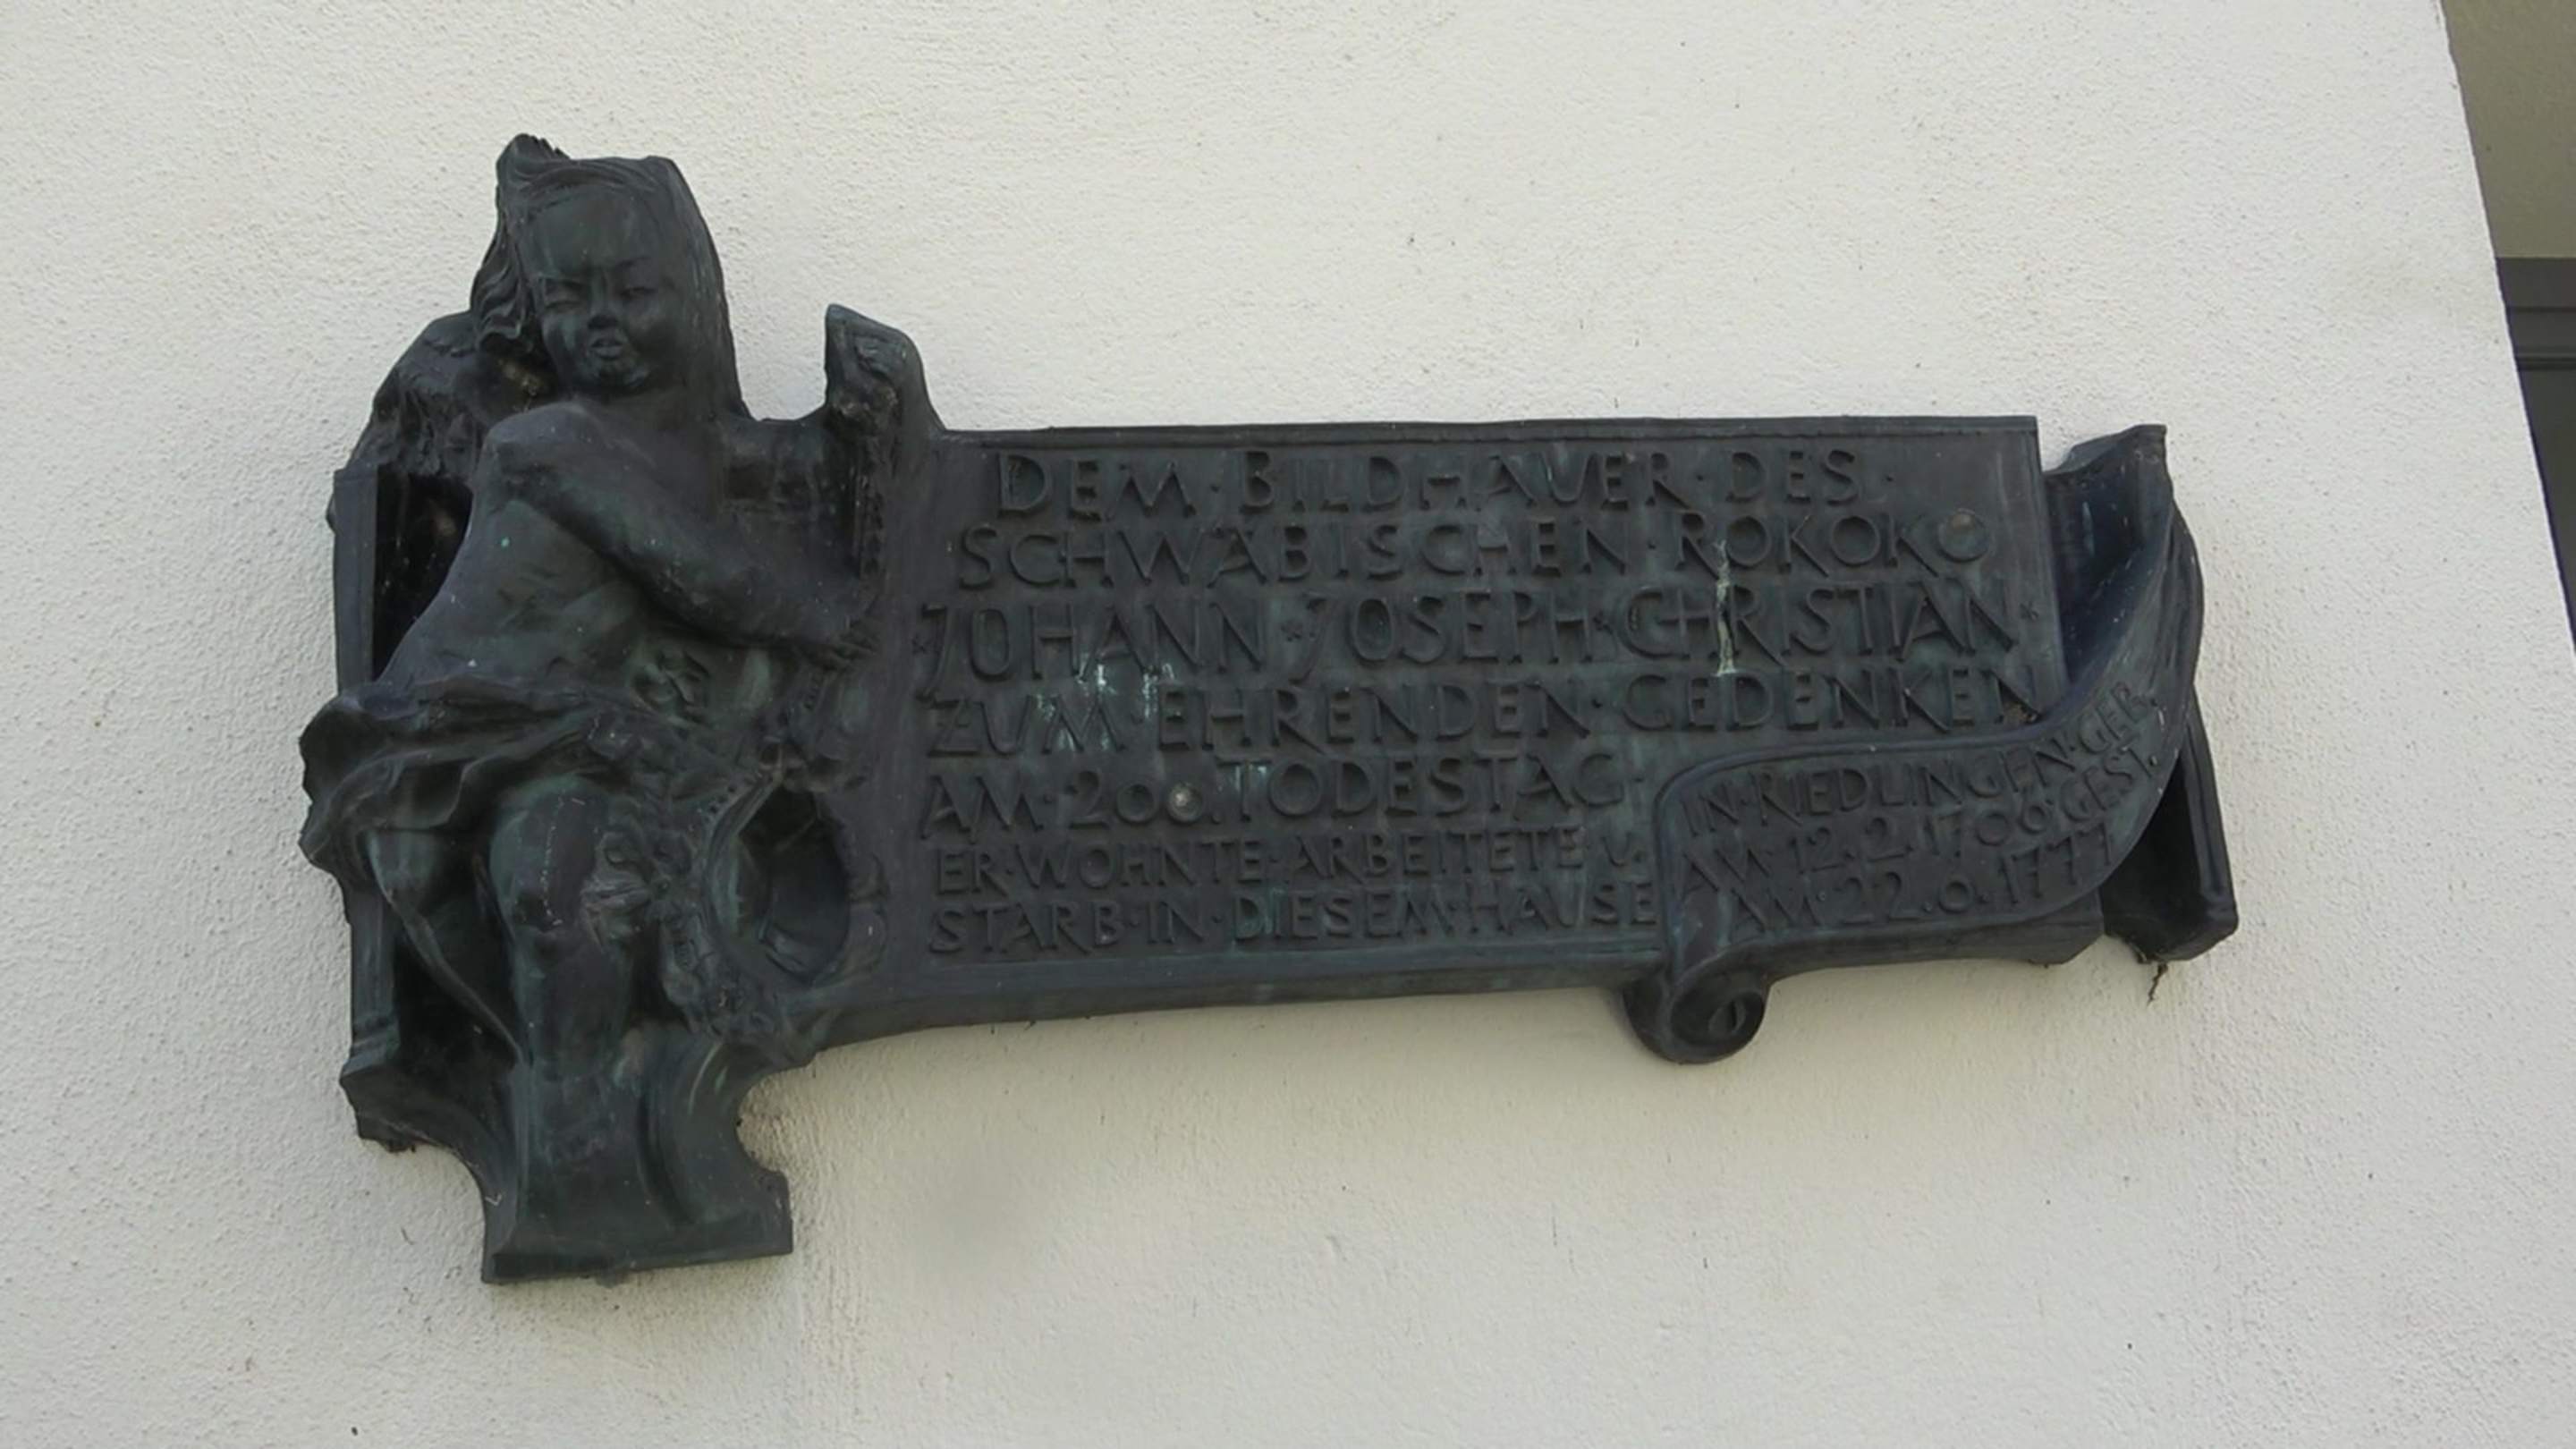 DEM·BILDHAUER·DES·
SCHWÄBISCHEN·ROKOKO
*JOHANN*JOSEPH*CHRISTIAN*
ZUM·EHRENDEN·GEDENKEN
AM·200.TODESTAG·
ER·WOHNTE·ARBEITETE U.
STARB·IN·DIESEM·HAUSE
IN·RIEDLINGEN·GEB.
AM·12.2.1706·GEST.
AM·22.6.1777